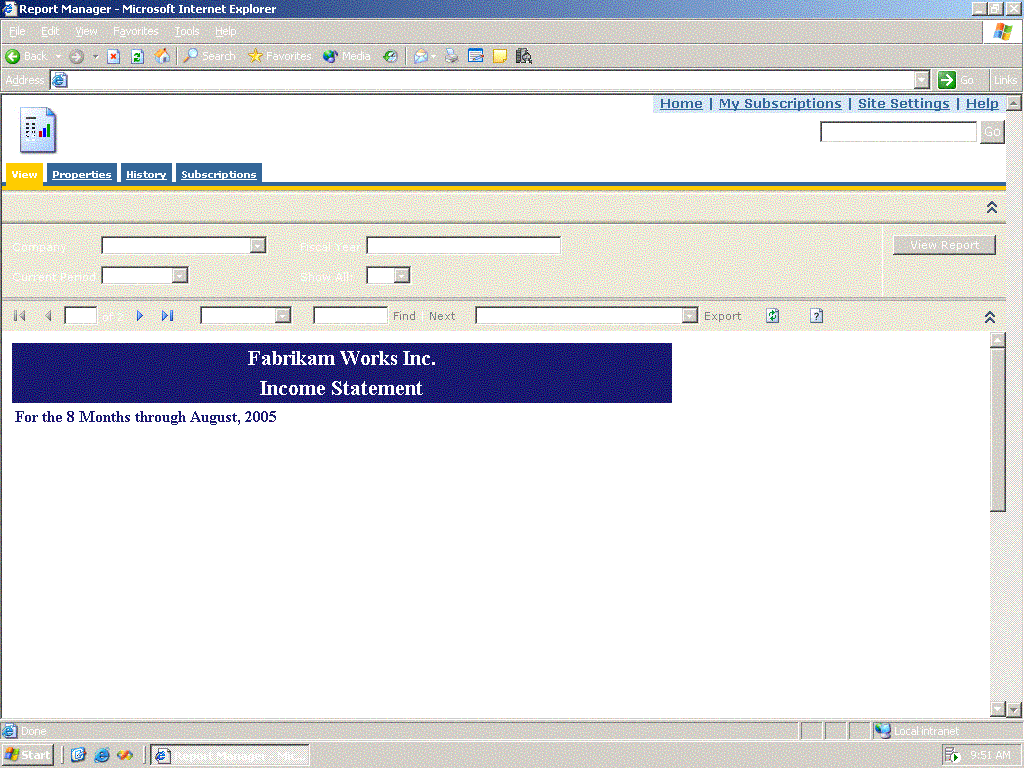 Report Manager - Microsoft Internet Explorer
File Edit View Favorites Tools Help
Back Search Favorites Media
Address Go Links
Home | My Subscriptions | Site Settings | Help
Go
View Properties History Subscriptions
Company Fiscal Year View Report
Current Period Show All
Find Next Export
Fabrikam Works Inc.
Income Statement
For the 8 Months through August, 2005
Done Local intranet
Start Report Manager - Mic... 9:51 AM